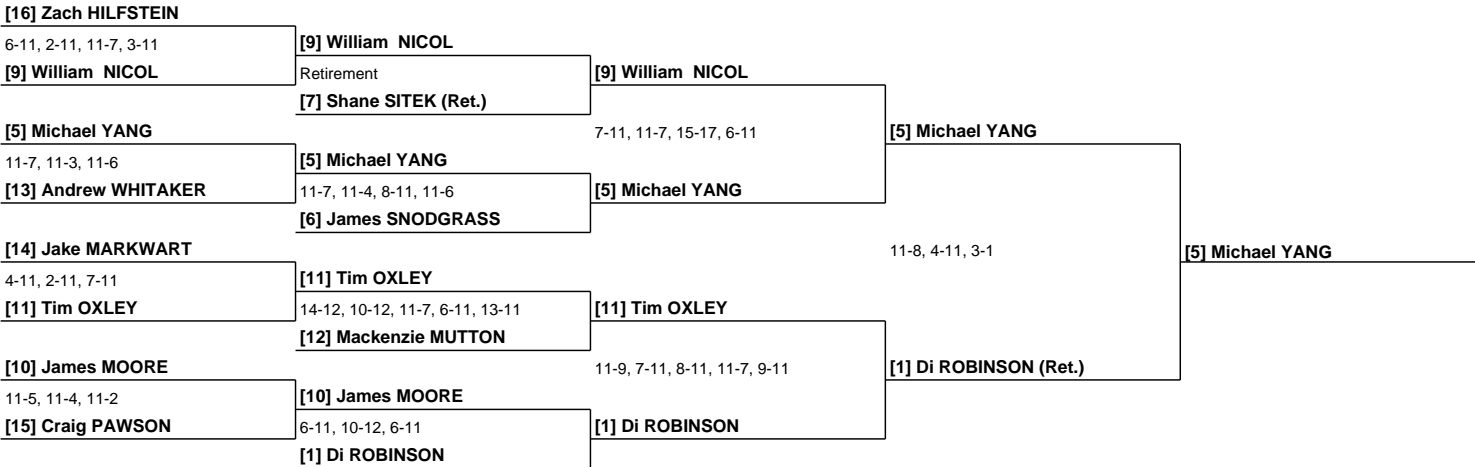 [16] Zach HILFSTEIN
6-11, 2-11, 11-7, 3-11
[9] William  NICOL
[9] William  NICOL
Retirement
[9] William  NICOL
[7] Shane SITEK (Ret.)
[5] Michael YANG
7-11, 11-7, 15-17, 6-11
[5] Michael YANG
11-7, 11-3, 11-6
[5] Michael YANG
[13] Andrew WHITAKER
11-7, 11-4, 8-11, 11-6
[5] Michael YANG
[6] James SNODGRASS
[14] Jake MARKWART
11-8, 4-11, 3-1
[5] Michael YANG
4-11, 2-11, 7-11
[11] Tim OXLEY
[11] Tim OXLEY
14-12, 10-12, 11-7, 6-11, 13-11
[11] Tim OXLEY
[12] Mackenzie MUTTON
[10] James MOORE
11-9, 7-11, 8-11, 11-7, 9-11
[1] Di ROBINSON (Ret.)
11-5, 11-4, 11-2
[10] James MOORE
[15] Craig PAWSON
6-11, 10-12, 6-11
[1] Di ROBINSON
[1] Di ROBINSON